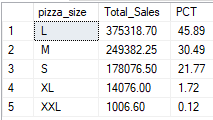 pizza_size Total_Sales PCT
1 L 375318.70 45.89
2 M 249382.25 30.49
3 S 178076.50 21.77
4 XL 14076.00 1.72
5 XXL 1006.60 0.12